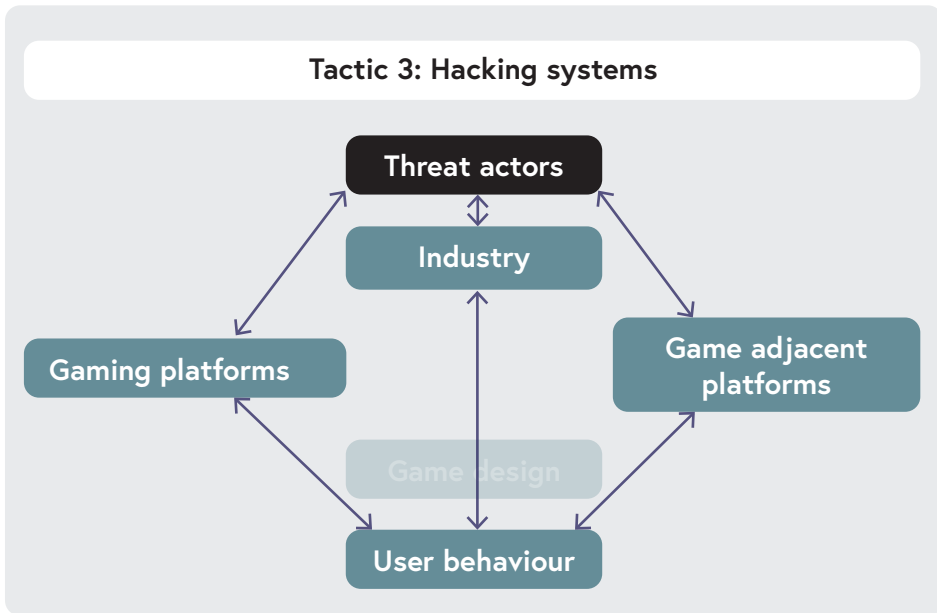 Tactic 3: Hacking systems
Threat actors
Industry
Gaming platforms
Game adjacent
platforms
Game design
User behaviour